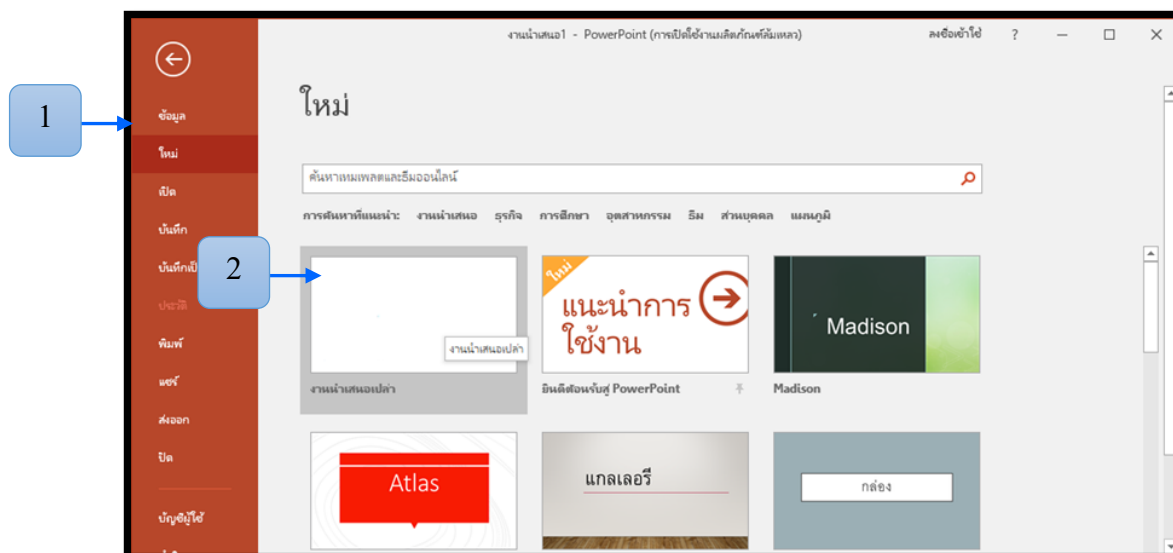 งานนำเสนอ1 - PowerPoint (การเปิดใช้งานผลิตภัณฑ์ล้มเหลว)
ลงชื่อเข้าใช้
?
1
ข้อมูล
ใหม่
เปิด
บันทึก
บันทึกเป็
ประวัติ
พิมพ์
แชร์
ส่งออก
ปิด
บัญชีผู้ใช้
ใหม่
ค้นหาเทมเพลตและธีมออนไลน์
การค้นหาที่แนะนำ: งานนำเสนอ ธุรกิจ การศึกษา อุตสาหกรรม ธีม ส่วนบุคคล แผนภูมิ
2
งานนำเสนอเปล่า
งานนำเสนอเปล่า
ใหม่
แนะนำการ
ใช้งาน
ยินดีต้อนรับสู่ PowerPoint
Madison
Madison
Atlas
แกลเลอรี
กล่อง